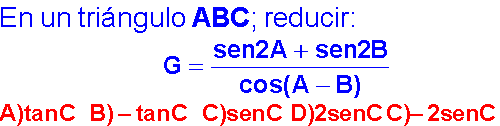 En un triángulo ABC; reducir:
G = (sen2A + sen2B) / cos(A – B)
A)tanC B) – tanC C)senC D)2senC C)– 2senC